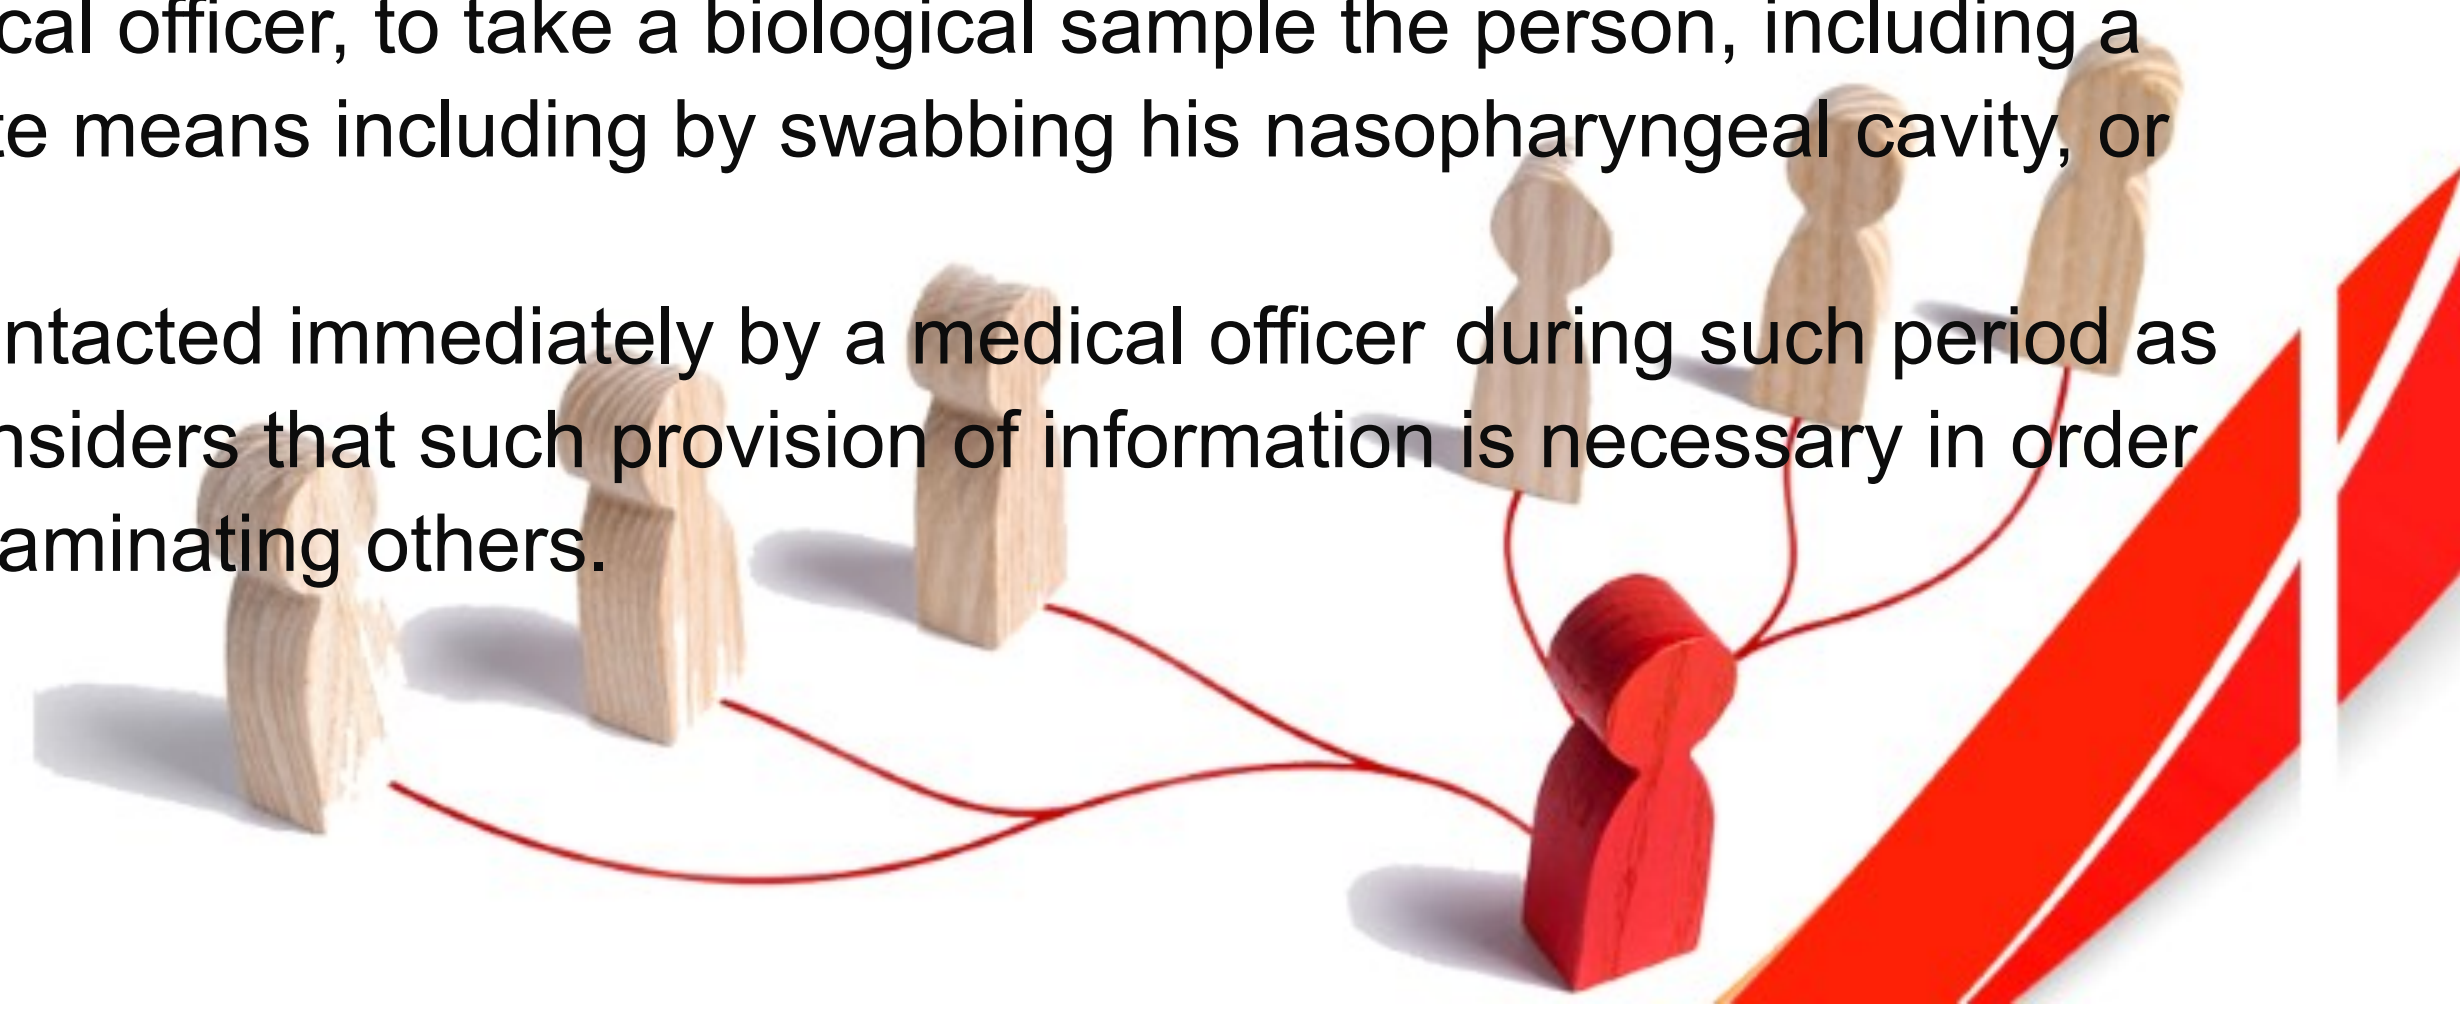 cal officer, to take a biological sample the person, including a
te means including by swabbing his nasopharyngeal cavity, or
ntacted immediately by a medical officer during such period as
nsiders that such provision of information is necessary in order
aminating others.